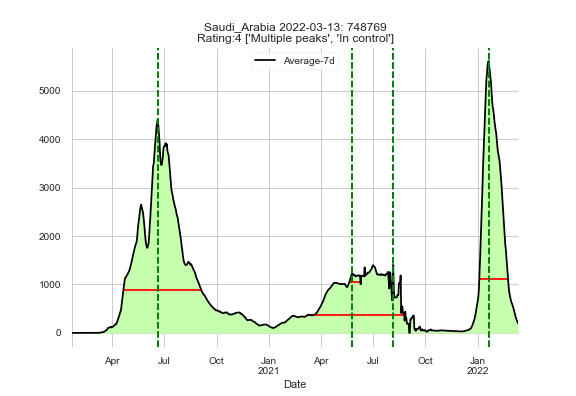 Saudi_Arabia 2022-03-13: 748769
Rating:4 ['Multiple peaks', 'In control']
Average-7d
5000
4000
3000
2000
1000
0
Apr Jul Oct Jan Apr Jul Oct Jan
2021 2022
Date